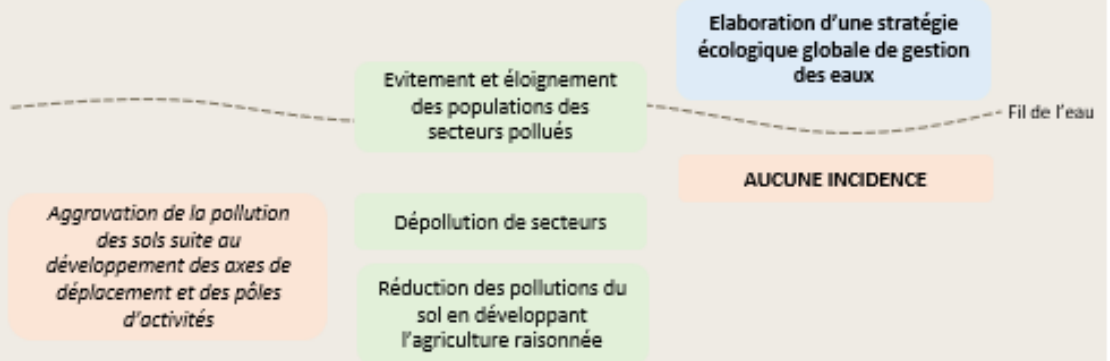 Elaboration d'une stratégie
écologique globale de gestion
des eaux
Evitement et éloignement
des populations des
secteurs pollués
Fil de l'eau
AUCUNE INCIDENCE
Aggravation de la pollution
des sols suite au
développement des axes de
déplacement et des pôles
d'activités
Dépollution de secteurs
Réduction des pollutions du
sol en développant
l'agriculture raisonnée